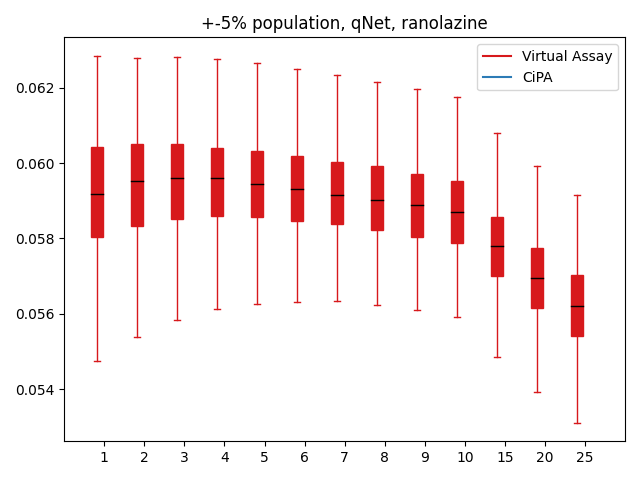 +-5% population, qNet, ranolazine
Virtual Assay
CiPA
0.062
0.060
0.058
0.056
0.054
1 2 3 4 5 6 7 8 9 10 15 20 25